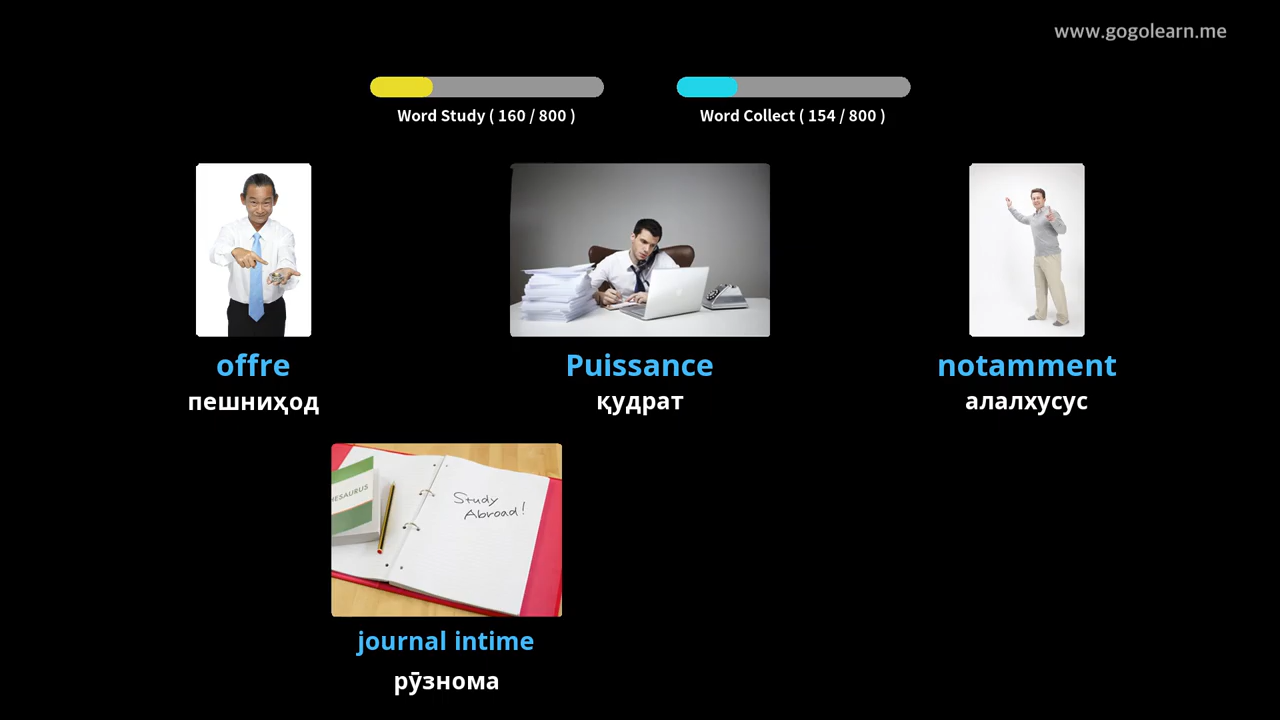 www.gogolearn.me
Word Study ( 160 / 800 )
Word Collect ( 154 / 800 )
offre
Puissance
notamment
пешниҳод
қудрат
алалхусус
HESAURUS
Study
Abroad!
journal intime
рӯзнома